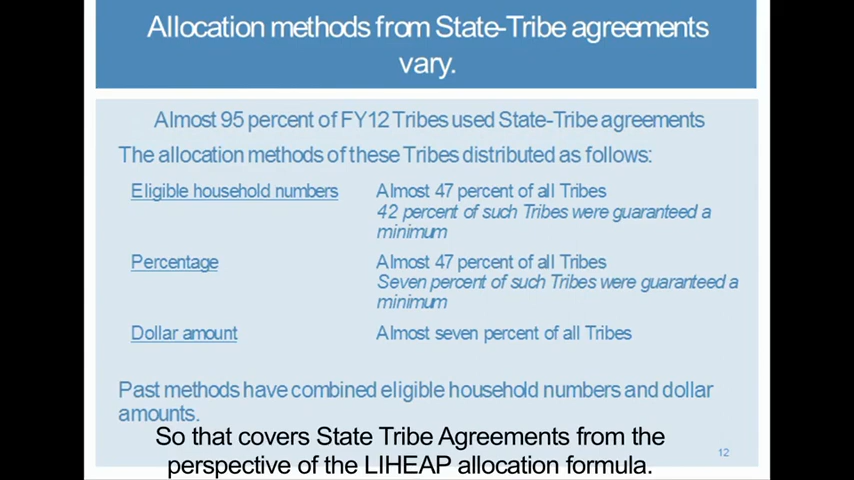 Allocation methods from State-Tribe agreements
vary.
Almost 95 percent of FY12 Tribes used State-Tribe agreements
The allocation methods of these Tribes distributed as follows:
Eligible household numbers Almost 47 percent of all Tribes
42 percent of such Tribes were guaranteed a
minimum
Percentage Almost 47 percent of all Tribes
Seven percent of such Tribes were guaranteed a
minimum
Dollar amount Almost seven percent of all Tribes
Past methods have combined eligible household numbers and dollar
amounts.
So that covers State Tribe Agreements from the
perspective of the LIHEAP allocation formula.
12